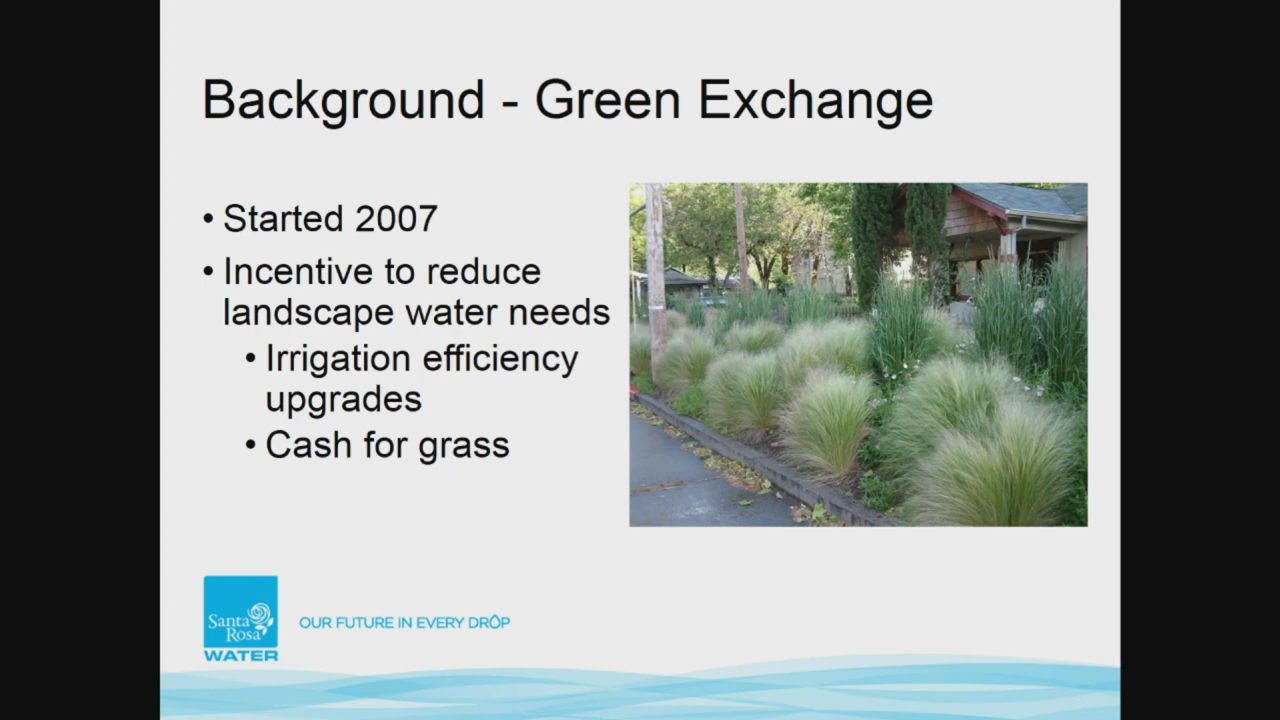 Background - Green Exchange
• Started 2007
• Incentive to reduce
landscape water needs
• Irrigation efficiency
upgrades
• Cash for grass
Santa
Rosa
WATER
OUR FUTURE IN EVERY DROP